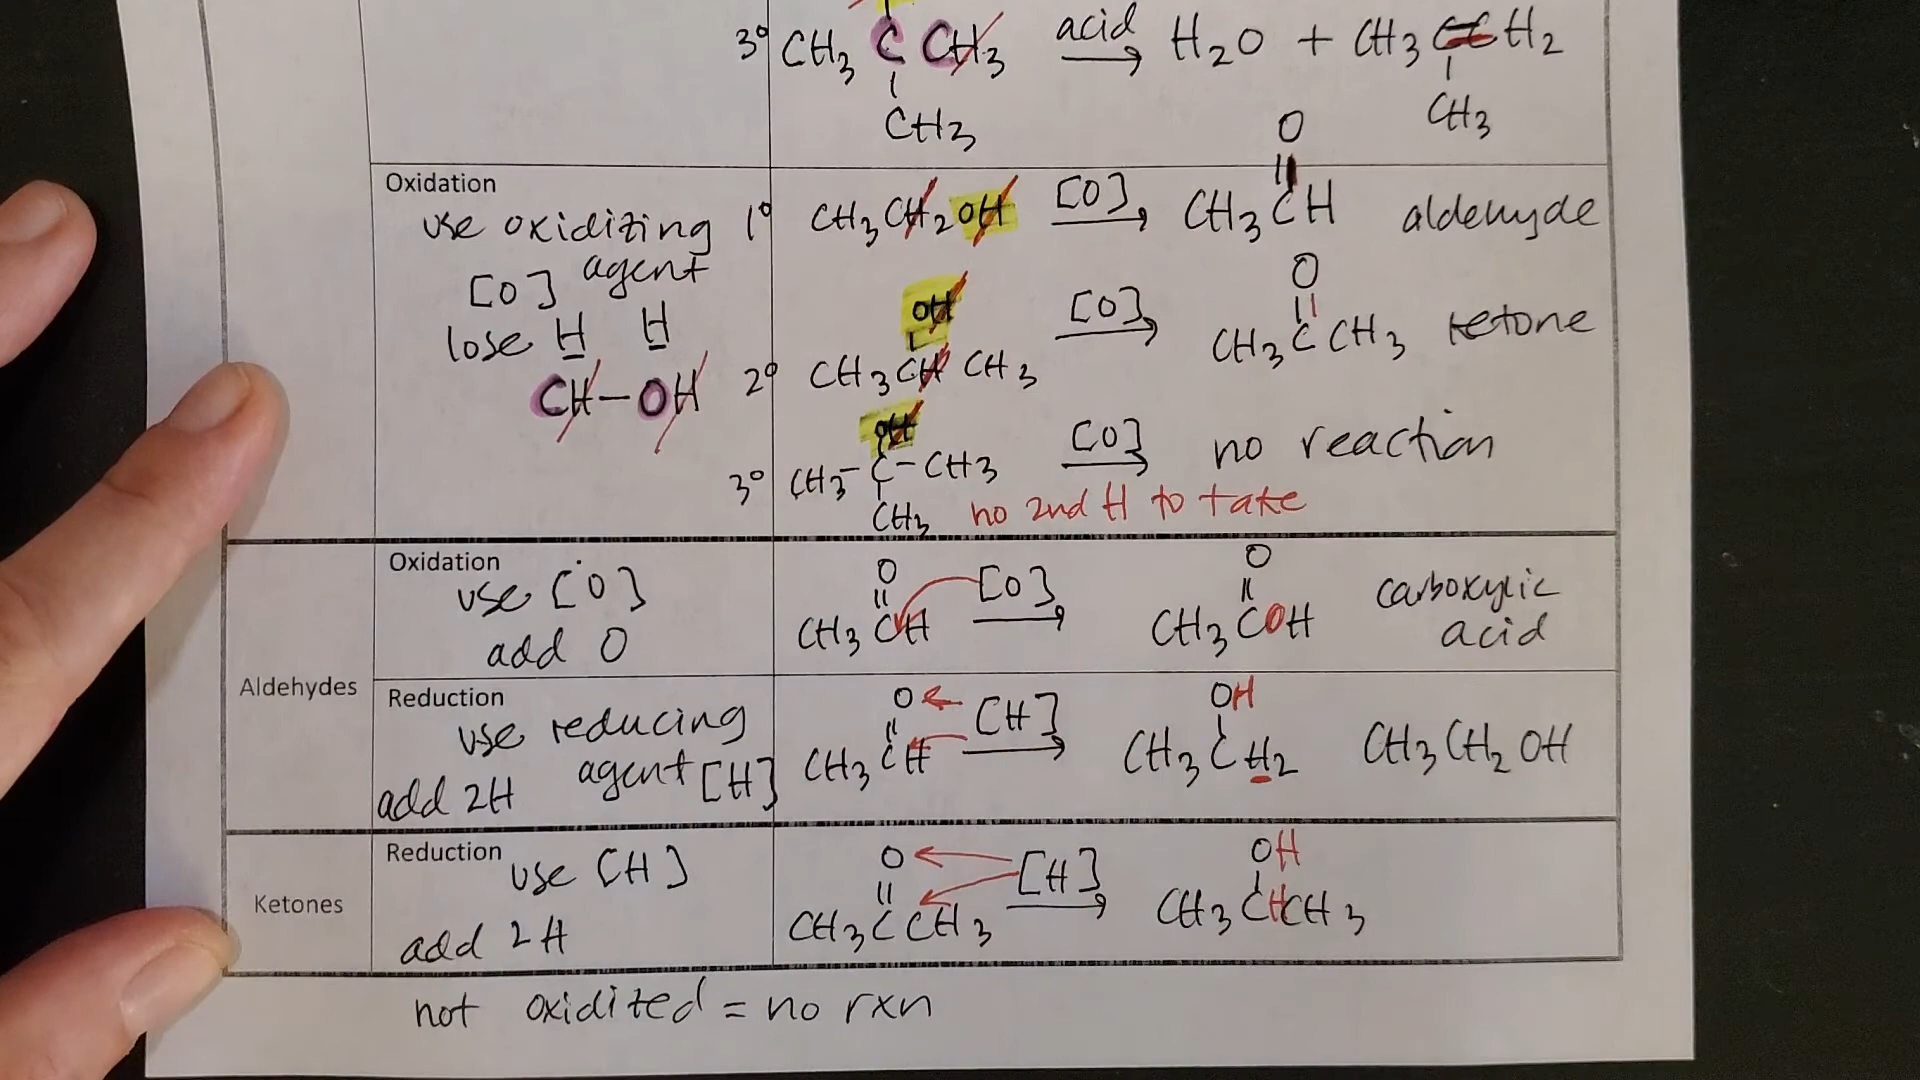 3° CH3 C CH3 acid → H2O + CH3 C=CH2
CH3
CH3
Oxidation
use oxidizing
agent
[O]
lose H H
CH-OH
O
1° CH3CH2OH [O] → CH3CH aldehyde
OH
O
2° CH3CHCH3 [O] → CH3CCH3 ketone
OH
3° CH3-C-CH3 [O] → no reaction
CH3 no 2nd H to take
Aldehydes
Oxidation
use [O]
add O
O
O
CH3CH [O] → CH3COH carboxylic
acid
Reduction
use reducing
agent [H]
add 2H
O
OH
CH3CH [H] → CH3CH2 CH3CH2OH
Ketones
Reduction
use [H]
add 2H
O
OH
CH3CCH3 [H] → CH3CHCH3
not oxidized = no rxn